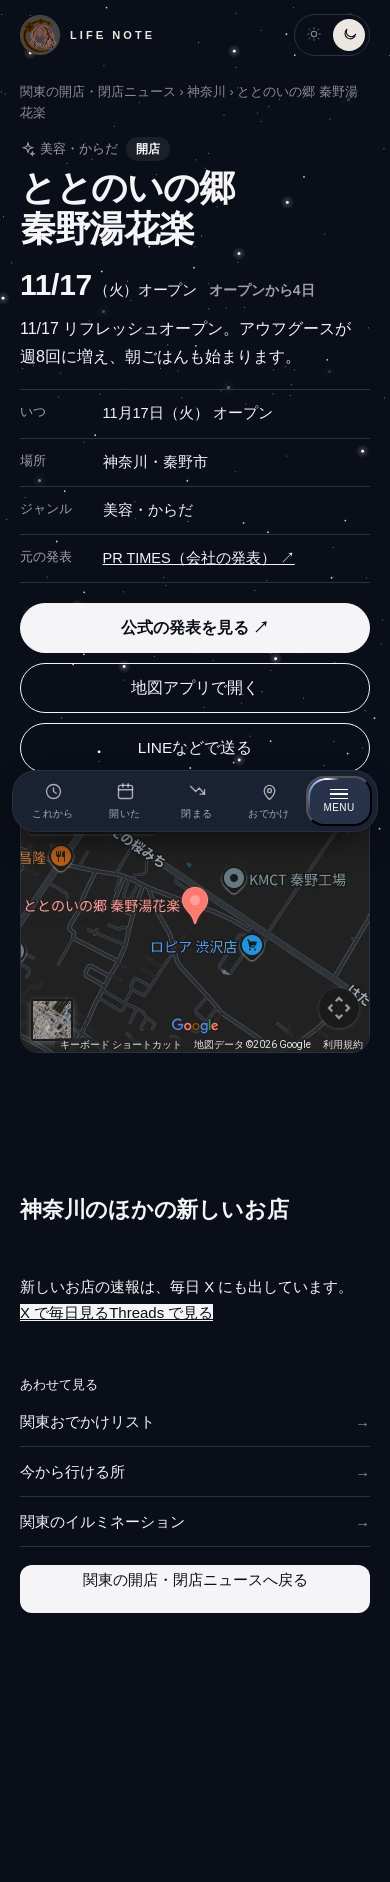 LIFE NOTE
関東の開店・閉店ニュース › 神奈川 › ととのいの郷 秦野湯
花楽
美容・からだ 開店
ととのいの郷
秦野湯花楽
11/17（火）オープン オープンから4日
11/17 リフレッシュオープン。アウフグースが
週8回に増え、朝ごはんも始まります。
いつ 11月17日（火） オープン
場所 神奈川・秦野市
ジャンル 美容・からだ
元の発表 PR TIMES（会社の発表） ↗
公式の発表を見る ↗
地図アプリで開く
LINEなどで送る
これから 開いた 閉まる おでかけ MENU
の桜みち
昌隆
KMCT 秦野工場
ととのいの郷 秦野湯花楽
ロピア 渋沢店
はだ
Google
キーボード ショートカット 地図データ ©2026 Google 利用規約
神奈川のほかの新しいお店
新しいお店の速報は、毎日 X にも出しています。
X で毎日見るThreads で見る
あわせて見る
関東おでかけリスト →
今から行ける所 →
関東のイルミネーション →
関東の開店・閉店ニュースへ戻る